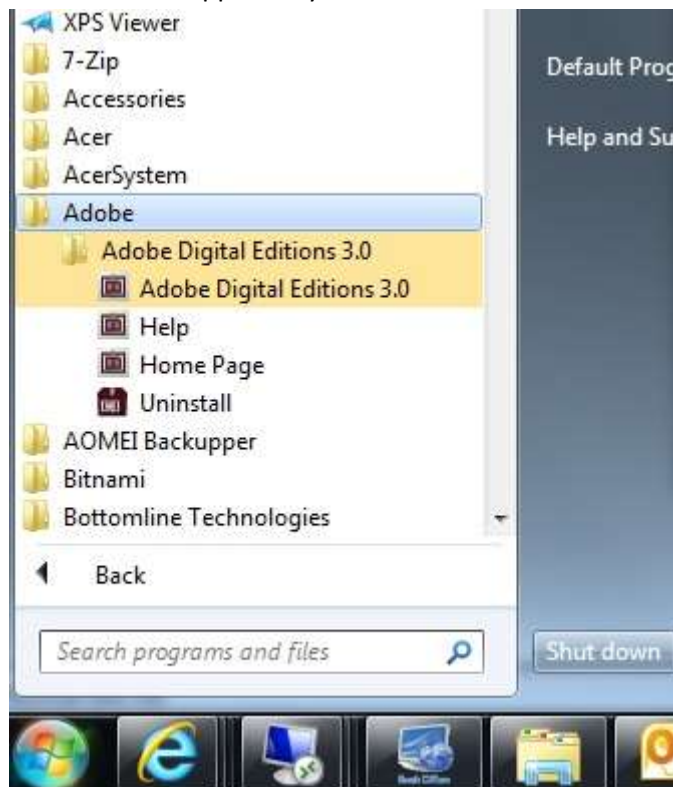 XPS Viewer
7-Zip
Accessories
Acer
AcerSystem
Adobe
Adobe Digital Editions 3.0
Adobe Digital Editions 3.0
Help
Home Page
Uninstall
AOMEI Backupper
Bitnami
Bottomline Technologies
Back
Search programs and files
Default Prog
Help and Su
Shut down